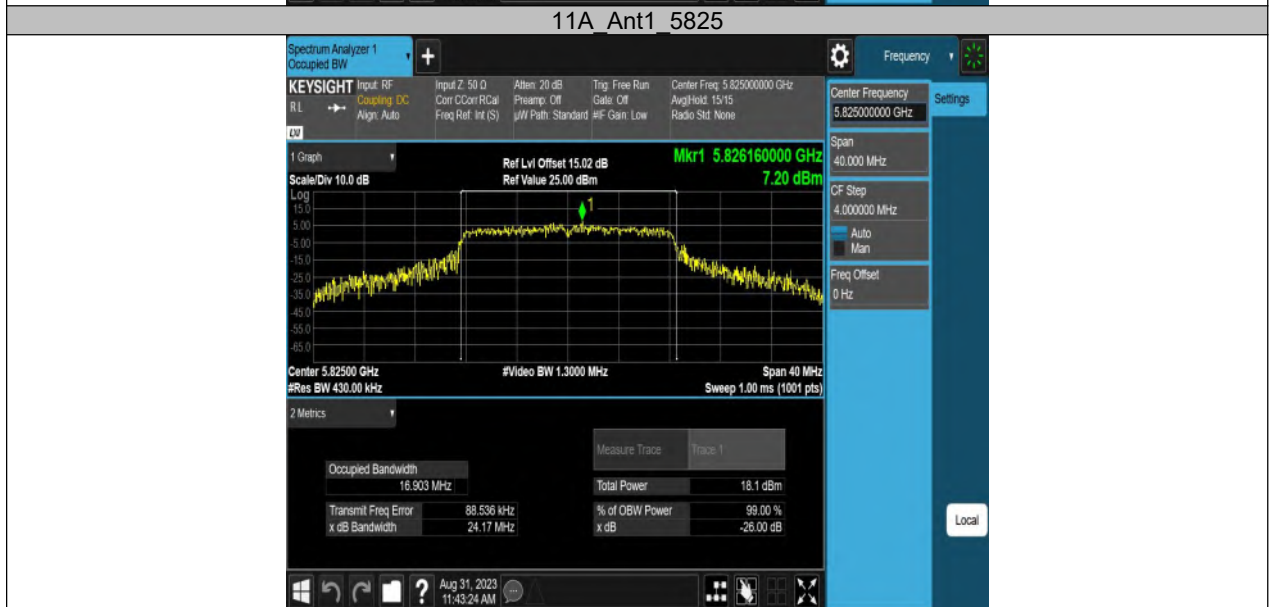 11A_Ant1_5825
Spectrum Analyzer 1
Occupied BW
+
Frequency
KEYSIGHT Input: RF Input Z: 50 Ω Atten: 20 dB Trig: Free Run Center Freq: 5.825000000 GHz
RL Coupling: DC Corr CCorr RCal Preamp: Off Gate: Off Avg|Hold: 15/15
Align: Auto Freq Ref: Int (S) µW Path: Standard #IF Gain: Low Radio Std: None
LXI
Center Frequency
5.825000000 GHz
Settings
Span
40.000 MHz
CF Step
4.000000 MHz
Auto
Man
Freq Offset
0 Hz
1 Graph
Ref Lvl Offset 15.02 dB
Mkr1 5.826160000 GHz
Scale/Div 10.0 dB Ref Value 25.00 dBm 7.20 dBm
Log
15.0
5.00
-5.00
-15.0
-25.0
-35.0
-45.0
-55.0
-65.0
1
Center 5.82500 GHz #Video BW 1.3000 MHz Span 40 MHz
#Res BW 430.00 kHz Sweep 1.00 ms (1001 pts)
2 Metrics
Measure Trace Trace 1
Occupied Bandwidth
16.903 MHz Total Power 18.1 dBm
Transmit Freq Error 88.536 kHz % of OBW Power 99.00 %
x dB Bandwidth 24.17 MHz x dB -26.00 dB
Local
? Aug 31, 2023
11:43:24 AM